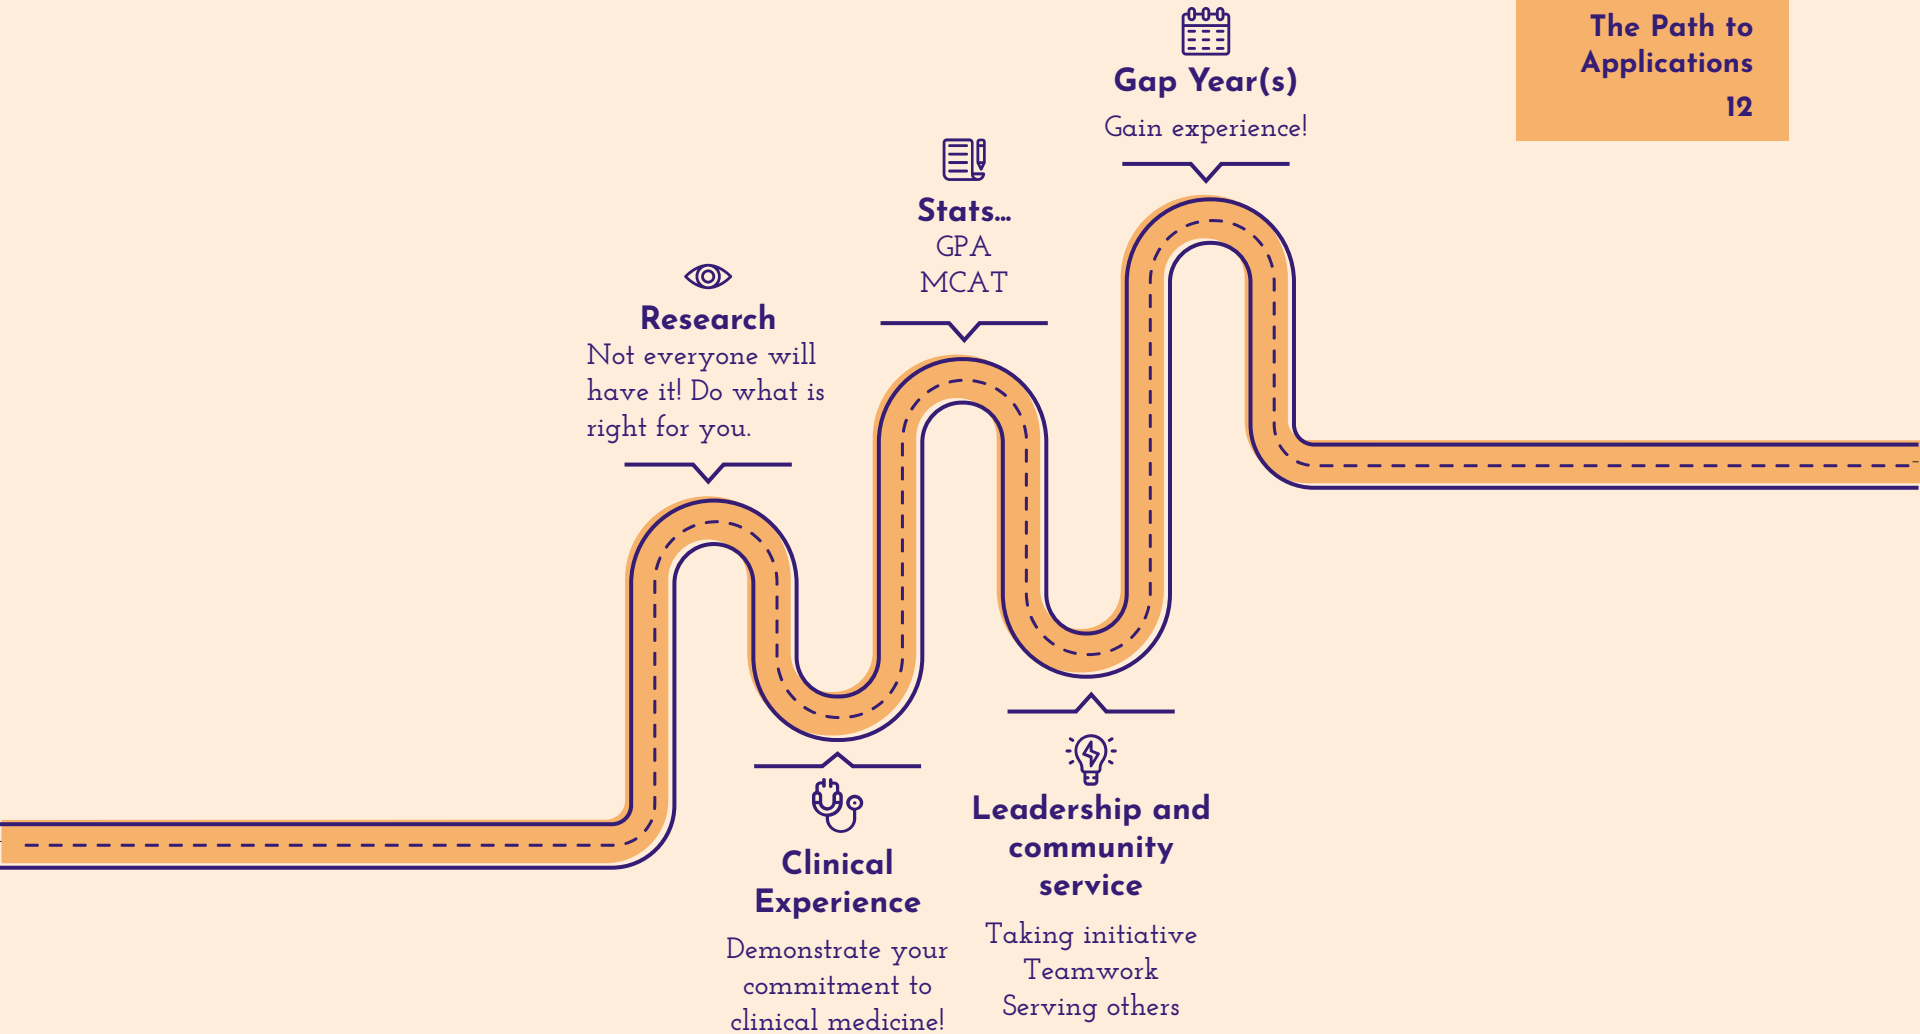 The Path to
Applications
12
Gap Year(s)
Gain experience!
Stats...
GPA
MCAT
Research
Not everyone will
have it! Do what is
right for you.
Clinical
Experience
Demonstrate your
commitment to
clinical medicine!
Leadership and
community
service
Taking initiative
Teamwork
Serving others